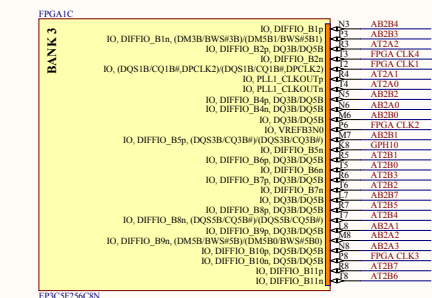 FPGA1C
BANK 3
IO, DIFFIO_B1p N3 AB2B4
IO, DIFFIO_B1n, (DM3B/BWS#3B)/(DM5B1/BWS#5B1) P3 AB2B3
IO, DIFFIO_B2p, DQ3B/DQ5B R3 AT2A2
IO, DIFFIO_B2n T3 FPGA CLK4
IO, (DQS1B/CQ1B#,DPCLK2)/(DQS1B/CQ1B#,DPCLK2) T2 FPGA CLK1
IO, PLL1_CLKOUTp R4 AT2A1
IO, PLL1_CLKOUTn T4 AT2A0
IO, DIFFIO_B4p, DQ3B/DQ5B N5 AB2B2
IO, DIFFIO_B4n, DQ3B/DQ5B N6 AB2A0
IO, DQ3B/DQ5B M6 AB2B0
IO, VREFB3N0 P6 FPGA CLK2
IO, DIFFIO_B5p, (DQS3B/CQ3B#)/(DQS3B/CQ3B#) M7 AB2B1
IO, DIFFIO_B5n K8 GPH10
IO, DIFFIO_B6p, DQ3B/DQ5B R5 AT2B1
IO, DIFFIO_B6n T5 AT2B0
IO, DIFFIO_B7p, DQ3B/DQ5B R6 AT2B3
IO, DIFFIO_B7n T6 AT2B2
IO, DQ3B/DQ5B L7 AB2B7
IO, DIFFIO_B8p, DQ3B/DQ5B R7 AT2B5
IO, DIFFIO_B8n, (DQS5B/CQ5B#)/(DQS5B/CQ5B#) T7 AT2B4
IO, DIFFIO_B9p, DQ3B/DQ5B L8 AB2A1
IO, DIFFIO_B9n, (DM5B/BWS#5B)/(DM5B0/BWS#5B0) M8 AB2A2
IO, DIFFIO_B10p, DQ5B/DQ5B N8 AB2A3
IO, DIFFIO_B10n, DQ5B/DQ5B P8 FPGA CLK3
IO, DIFFIO_B11p R8 AT2B7
IO, DIFFIO_B11n T8 AT2B6
EP3C5F256C8N